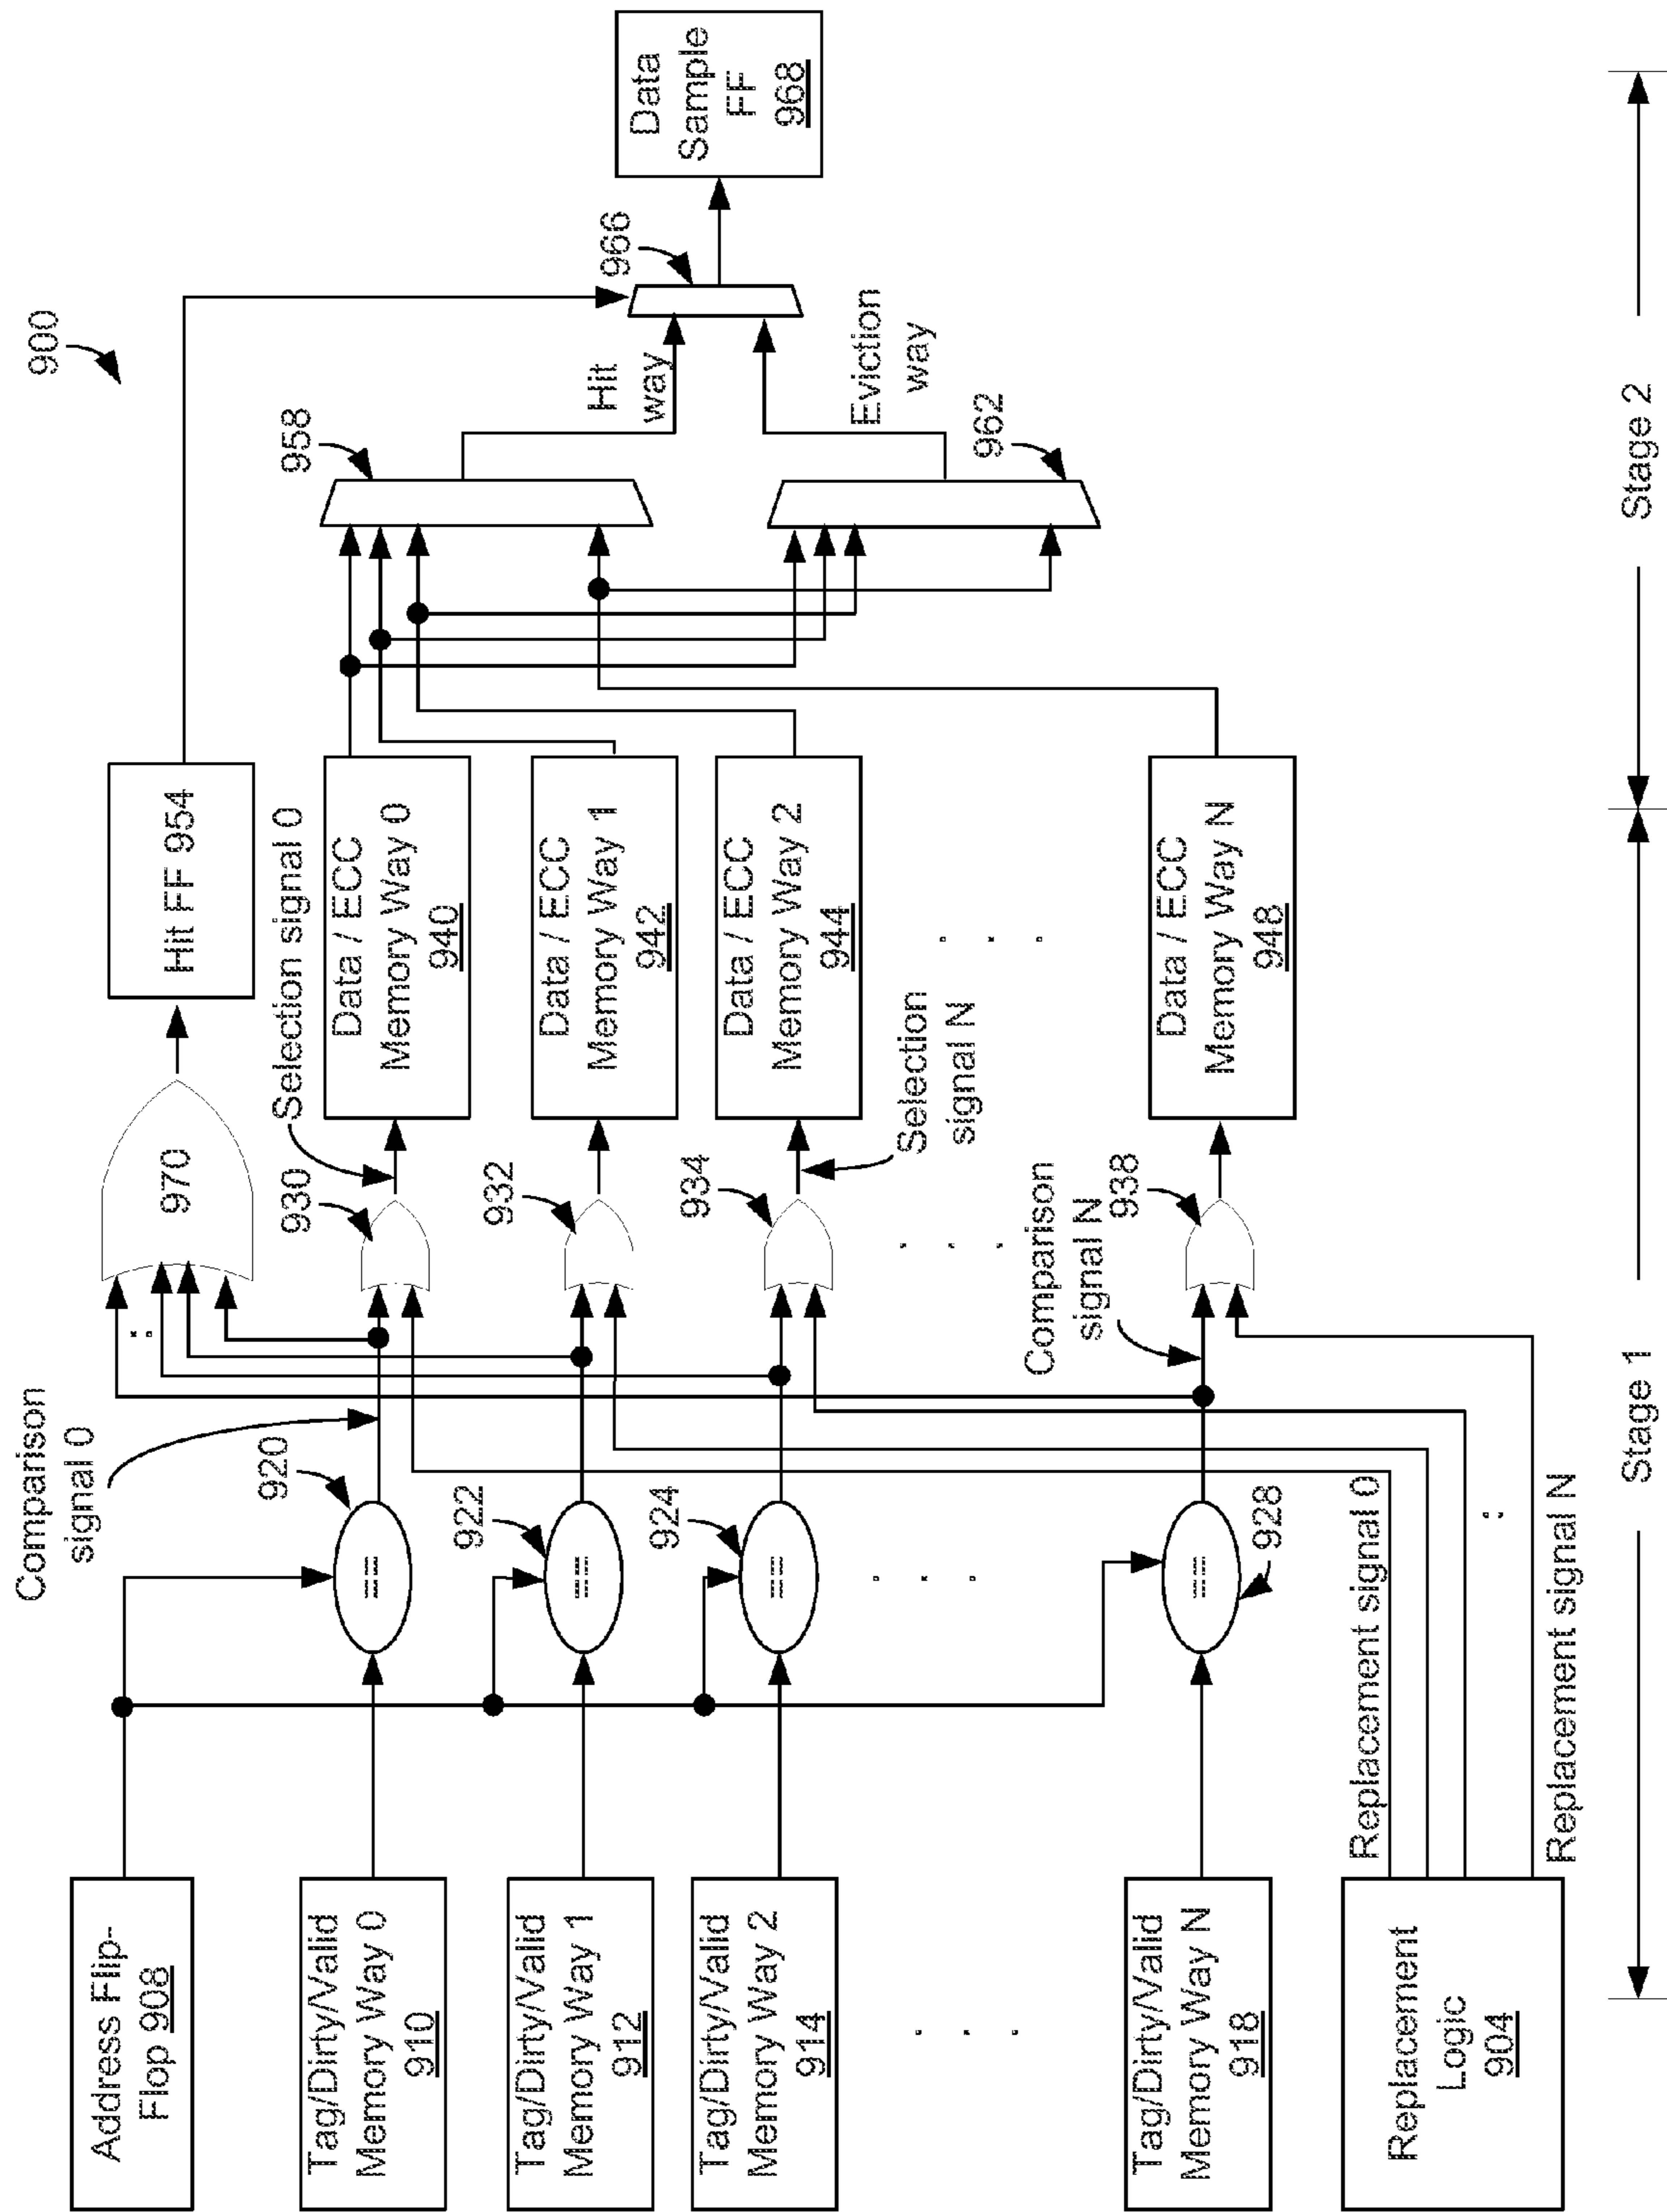 900
Address Flip-
Flop 908
Tag/Dirty/Valid
Memory Way 0
910
Tag/Dirty/Valid
Memory Way 1
912
Tag/Dirty/Valid
Memory Way 2
914
. . .
Tag/Dirty/Valid
Memory Way N
918
Replacement
Logic
904
Replacement signal 0
Replacement signal N
Comparison
signal 0
920
==
922
==
924
==
. . .
928
==
Comparison
signal N
970
930
932
934
. . .
938
Selection signal 0
Selection
signal N
Hit FF 954
Data / ECC
Memory Way 0
940
Data / ECC
Memory Way 1
942
Data / ECC
Memory Way 2
944
. . .
Data / ECC
Memory Way N
948
958
962
Hit
way
Eviction
way
966
Data
Sample
FF
968
Stage 1
Stage 2